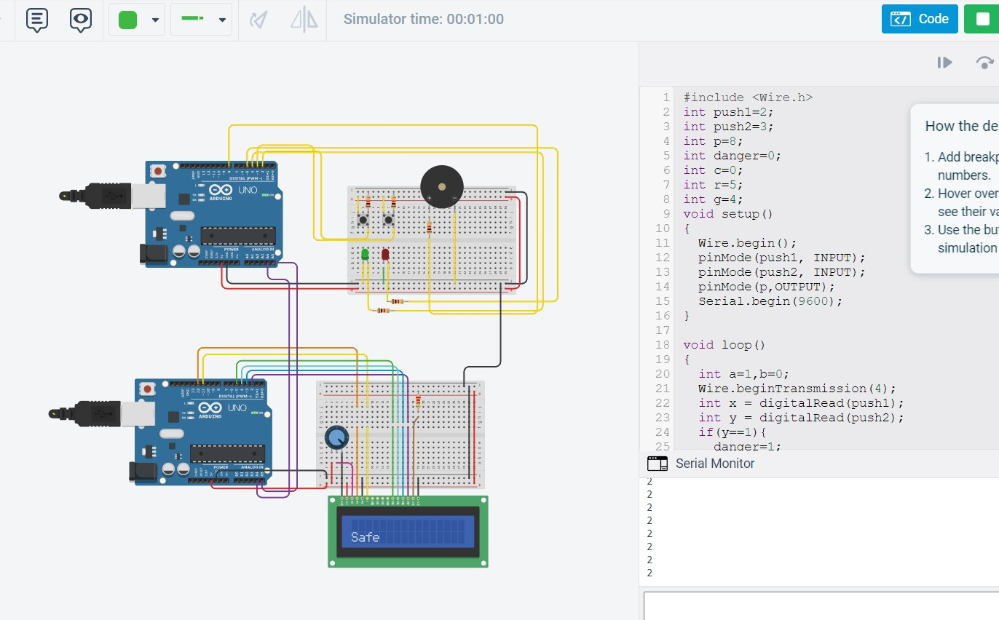 Simulator time: 00:01:00
Code
1 #include <Wire.h>
2 int push1=2;
3 int push2=3;
4 int p=8;
5 int danger=0;
6 int c=0;
7 int r=5;
8 int g=4;
9 void setup()
10 {
11 Wire.begin();
12 pinMode(push1, INPUT);
13 pinMode(push2, INPUT);
14 pinMode(p,OUTPUT);
15 Serial.begin(9600);
16 }
17
18 void loop()
19 {
20 int a=1,b=0;
21 Wire.beginTransmission(4);
22 int x = digitalRead(push1);
23 int y = digitalRead(push2);
24 if(y==1){
25 danger=1;
How the de
1. Add breakp
numbers.
2. Hover over
see their va
3. Use the bu
simulation
Serial Monitor
2
2
2
2
2
2
2
2
DIGITAL (PWM~)
UNO
ARDUINO
POWER
ANALOG IN
DIGITAL (PWM~)
UNO
ARDUINO
POWER
ANALOG IN
Safe